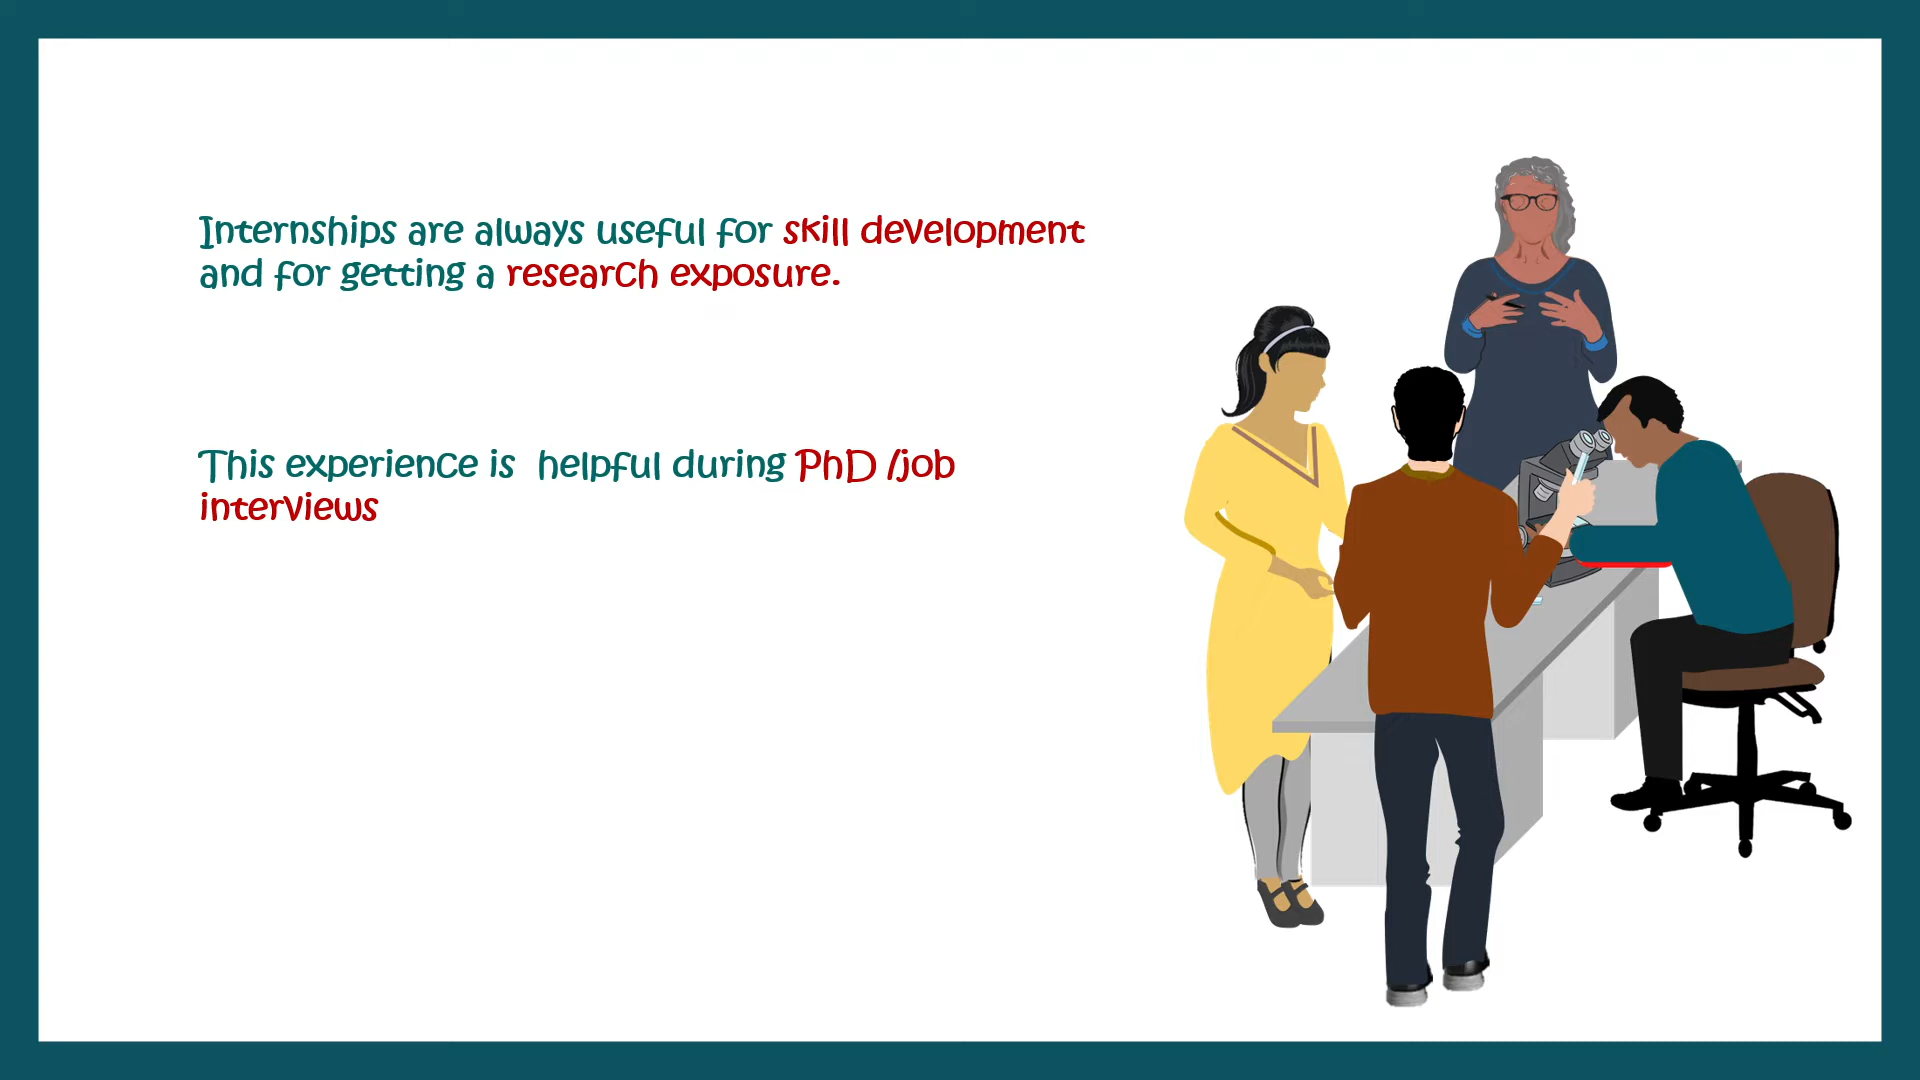 Internships are always useful for skill development
and for getting a research exposure.
This experience is  helpful during PhD /job
interviews